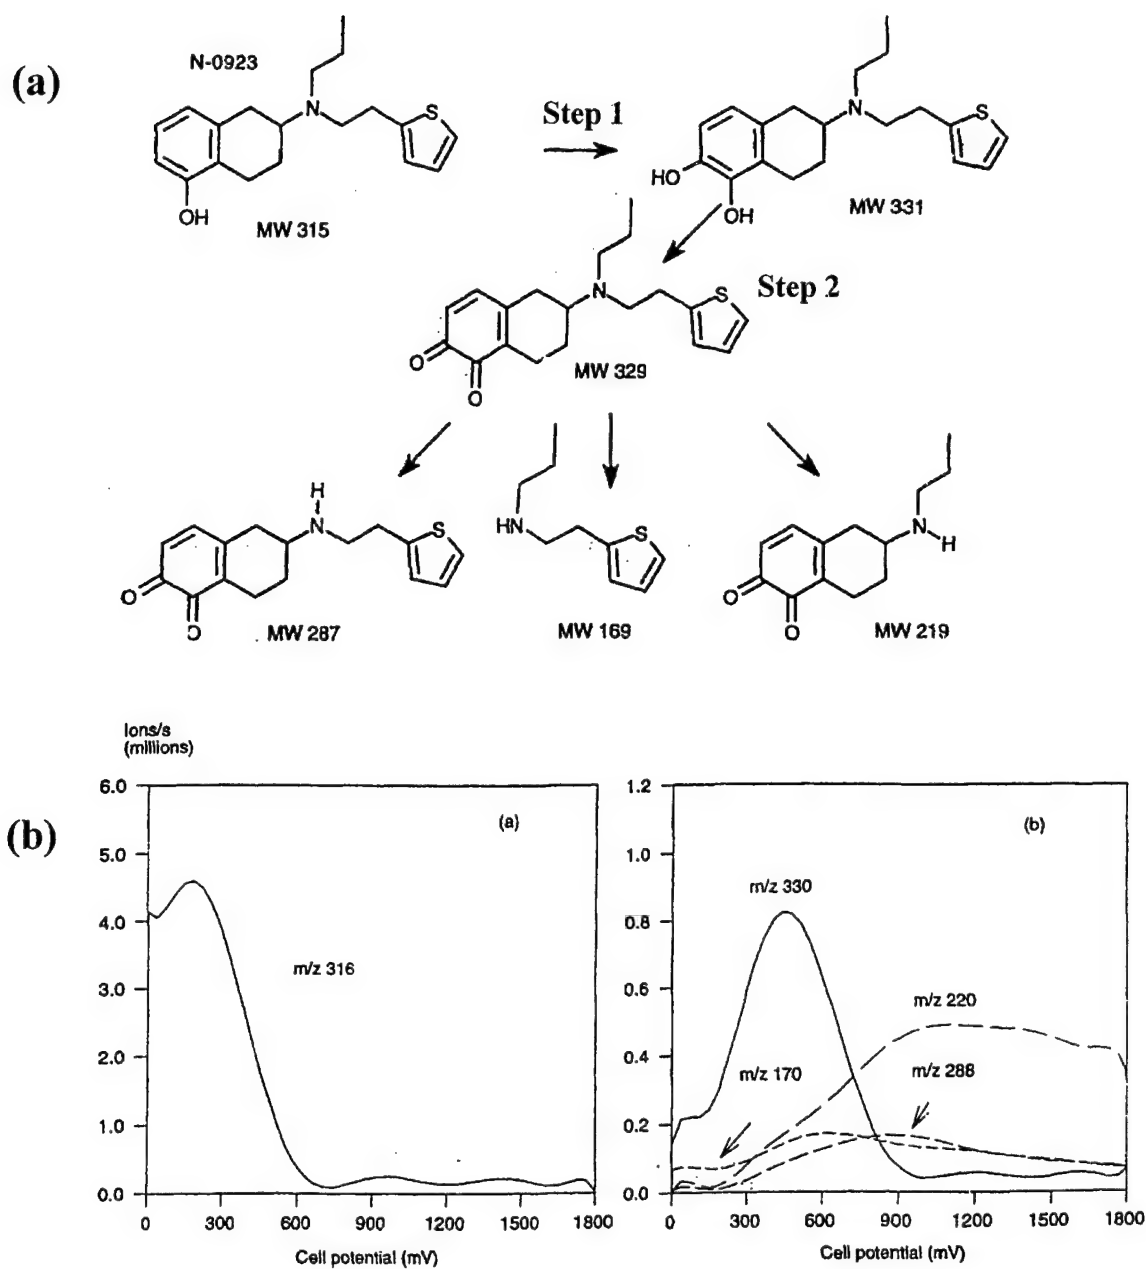 (a)
N-0923
N
S
OH
MW 315
Step 1
N
S
HO
OH
MW 331
N
S
Step 2
O
O
MW 329
H
N
S
O
O
MW 287
HN
S
MW 169
N
H
O
O
MW 219
(b)
Ions/s
(millions)
6.0
5.0
4.0
3.0
2.0
1.0
0.0
(a)
m/z 316
0 300 600 900 1200 1500 1800
Cell potential (mV)
1.2
1.0
0.8
0.6
0.4
0.2
0.0
(b)
m/z 330
m/z 220
m/z 170
m/z 288
0 300 600 900 1200 1500 1800
Cell potential (mV)